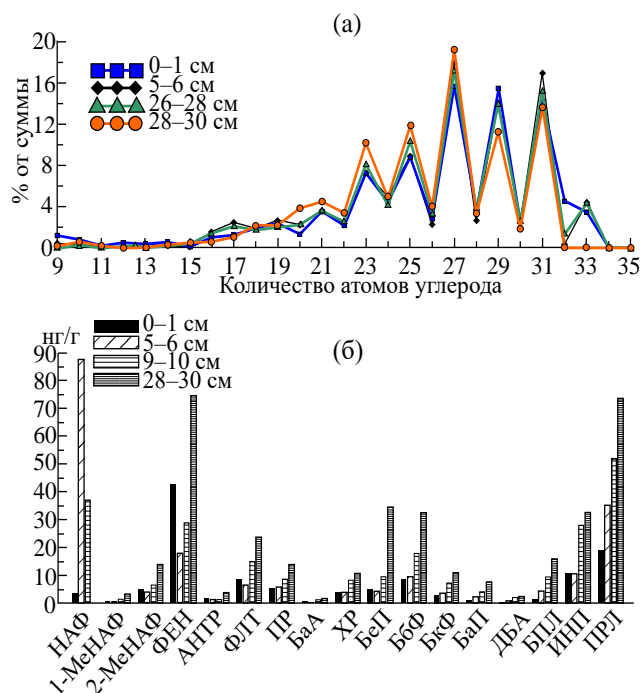 (а)
% от суммы
20
16
12
8
4
0
0–1 см
5–6 см
26–28 см
28–30 см
9 11 13 15 17 19 21 23 25 27 29 31 33 35
Количество атомов углерода
(б)
нг/г
90
80
70
60
50
40
30
20
10
0
0–1 см
5–6 см
9–10 см
28–30 см
НАФ
1-МеНАФ
2-МеНАФ
ФЕН
АНТР
ФЛТ
ПР
БаА
ХР
БеП
БбФ
БкФ
БаП
ДБА
БПЛ
ИНП
ПРЛ